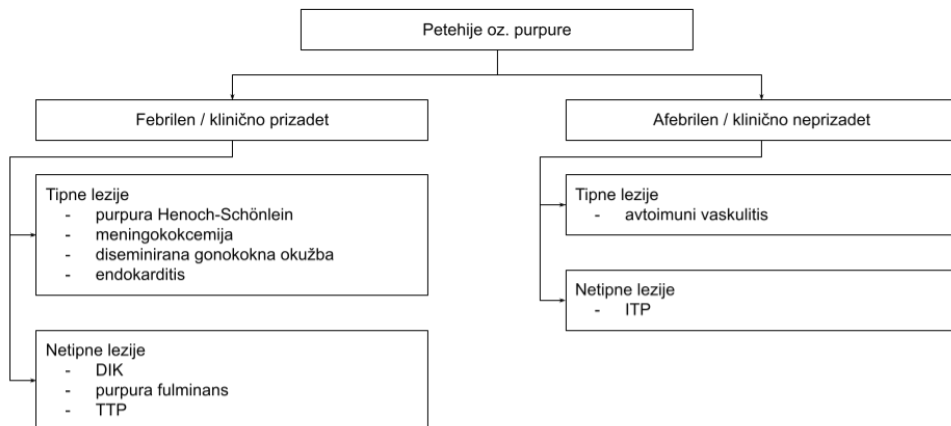 Petehije oz. purpure
Febrilen / klinično prizadet
Tipne lezije
- purpura Henoch-Schönlein
- meningokokcemija
- diseminirana gonokokna okužba
- endokarditis
Netipne lezije
- DIK
- purpura fulminans
- TTP
Afebrilen / klinično neprizadet
Tipne lezije
- avtoimuni vaskulitis
Netipne lezije
- ITP